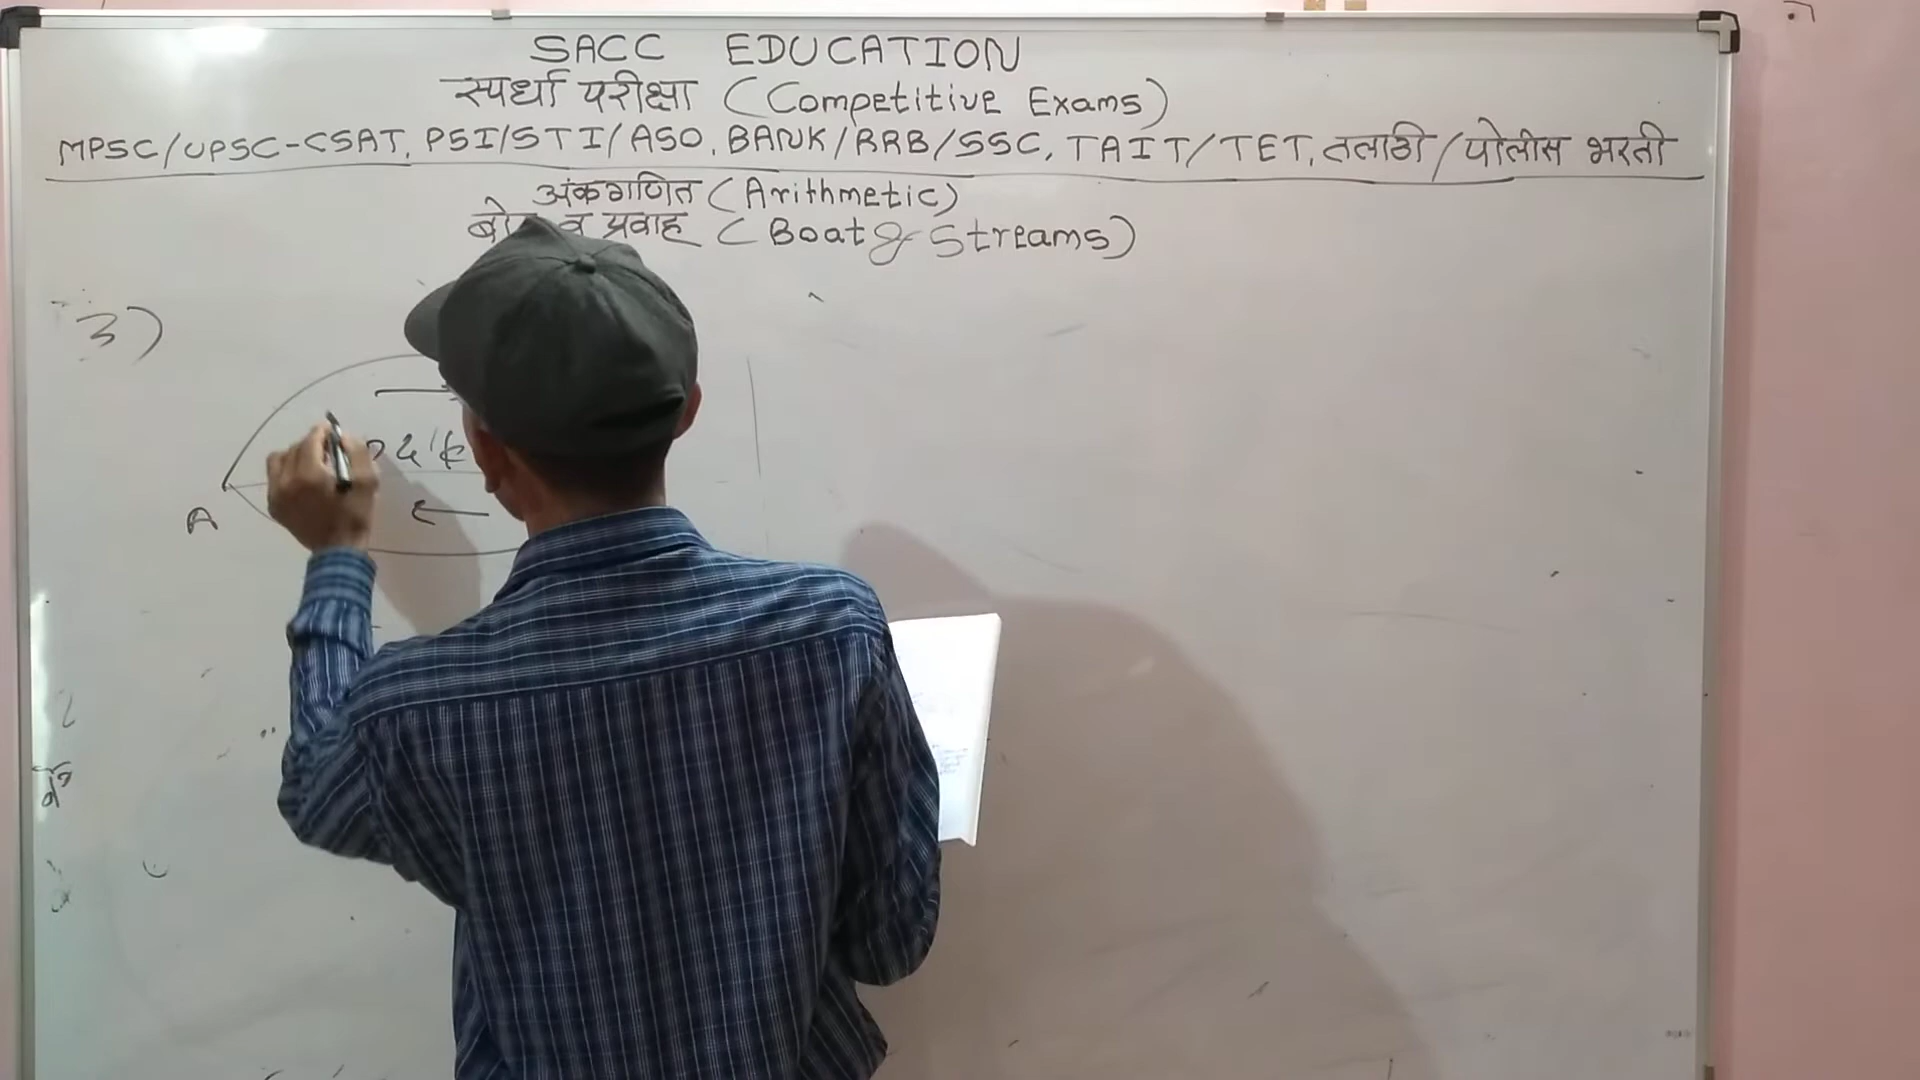 SACC EDUCATION
स्पर्धा परीक्षा (Competitive Exams)
MPSC/UPSC-CSAT, PSI/STI/ASO, BANK/RRB/SSC, TAIT/TET, तलाठी/पोलीस भरती
अंकगणित (Arithmetic)
व प्रवाह (Boat & Streams)
3)
A